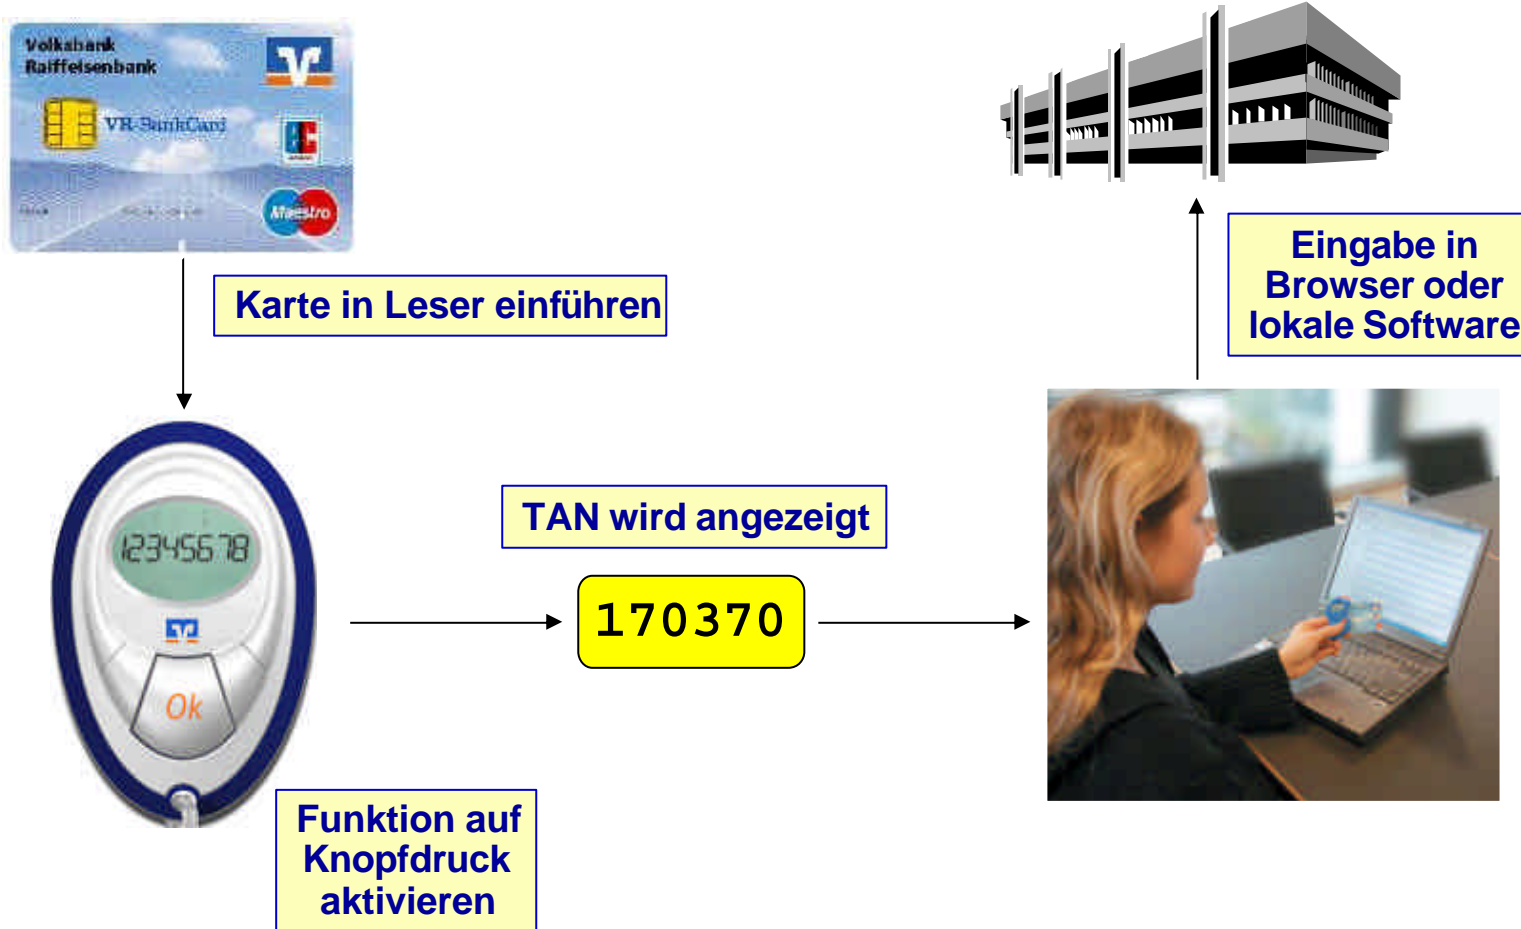 Volksbank
Raiffeisenbank
VR-BankCard
Maestro
Karte in Leser einführen
Eingabe in
Browser oder
lokale Software
12345678
Ok
TAN wird angezeigt
170370
Funktion auf
Knopfdruck
aktivieren